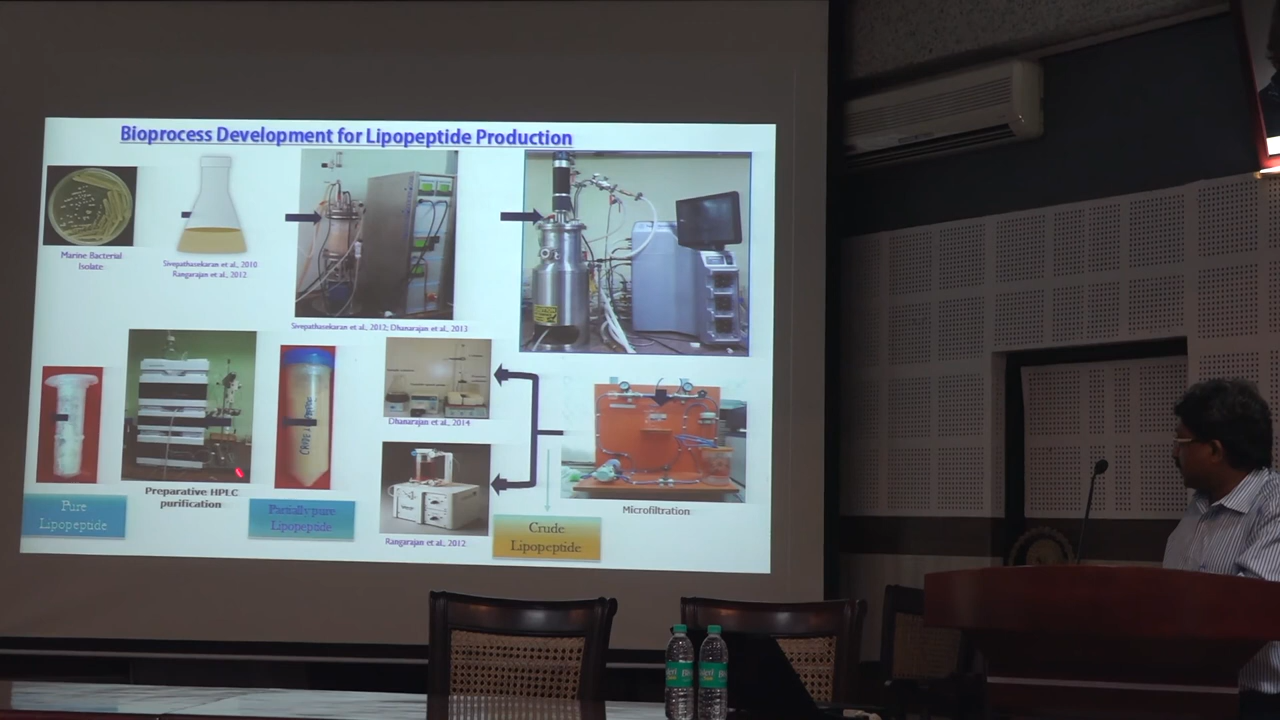 Bioprocess Development for Lipopeptide Production
Marine Bacterial
Isolate
Sivepathasekaran et al., 2010
Rangarajan et al., 2012.
Sivepathasekaran et al., 2012; Dhanarajan et al., 2013
Dhanarajan et al., 2014
Rangarajan et al., 2012
Preparative HPLC
purification
Microfiltration
Pure
Lipopeptide
Partially pure
Lipopeptide
Crude
Lipopeptide